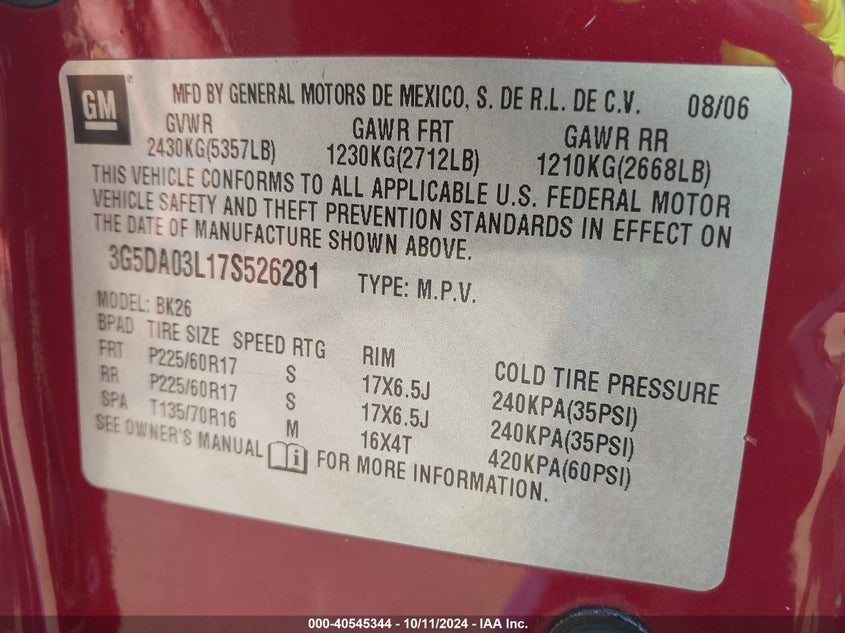 GM ® MFD BY GENERAL MOTORS DE MEXICO, S. DE R.L. DE C.V. 08/06
GVWR GAWR FRT GAWR RR
2430KG(5357LB) 1230KG(2712LB) 1210KG(2668LB)
THIS VEHICLE CONFORMS TO ALL APPLICABLE U.S. FEDERAL MOTOR
VEHICLE SAFETY AND THEFT PREVENTION STANDARDS IN EFFECT ON
THE DATE OF MANUFACTURE SHOWN ABOVE.
3G5DA03L17S526281 TYPE: M.P.V.
MODEL: BK26
BPAD TIRE SIZE SPEED RTG RIM COLD TIRE PRESSURE
FRT P225/60R17 S 17X6.5J 240KPA(35PSI)
RR P225/60R17 S 17X6.5J 240KPA(35PSI)
SPA T135/70R16 M 16X4T 420KPA(60PSI)
SEE OWNER'S MANUAL FOR MORE INFORMATION.
000-40545344 - 10/11/2024 - IAA Inc.